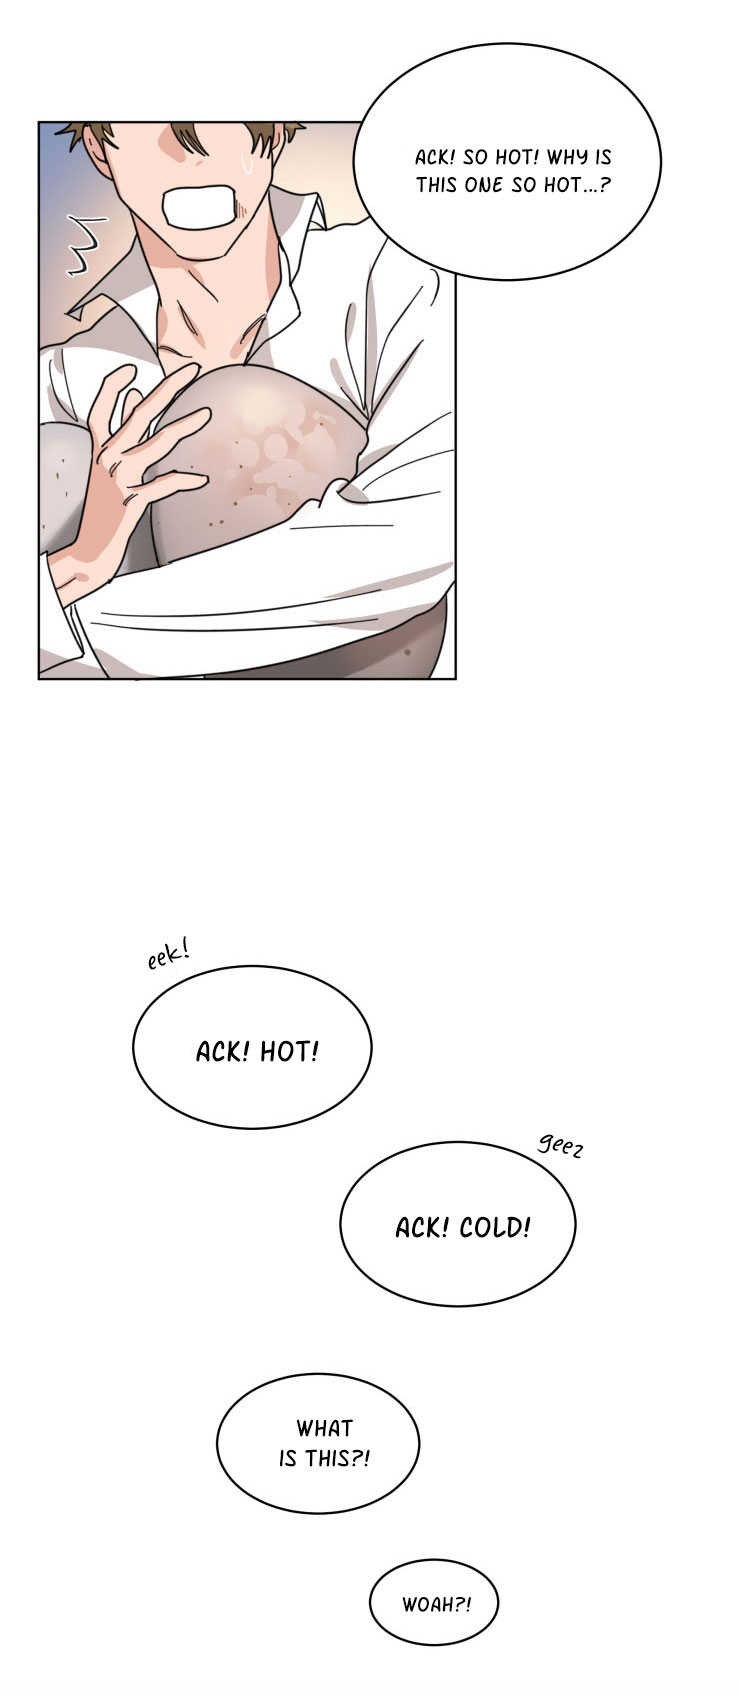 ACK! SO HOT! WHY IS
THIS ONE SO HOT...?
eek!
ACK! HOT!
geez
ACK! COLD!
WHAT
IS THIS?!
WOAH?!